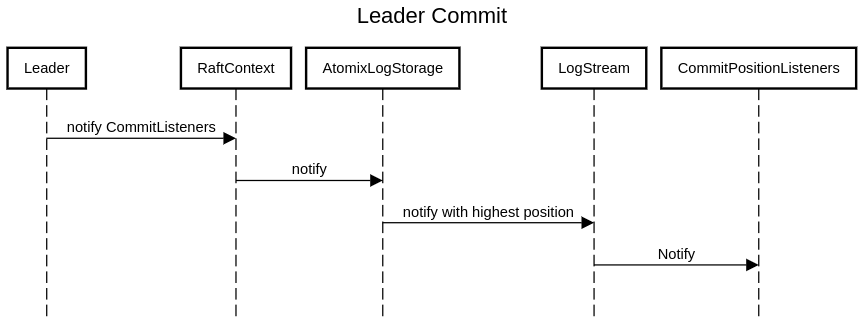 Leader Commit
Leader
RaftContext
AtomixLogStorage
LogStream
CommitPositionListeners
notify CommitListeners
notify
notify with highest position
Notify